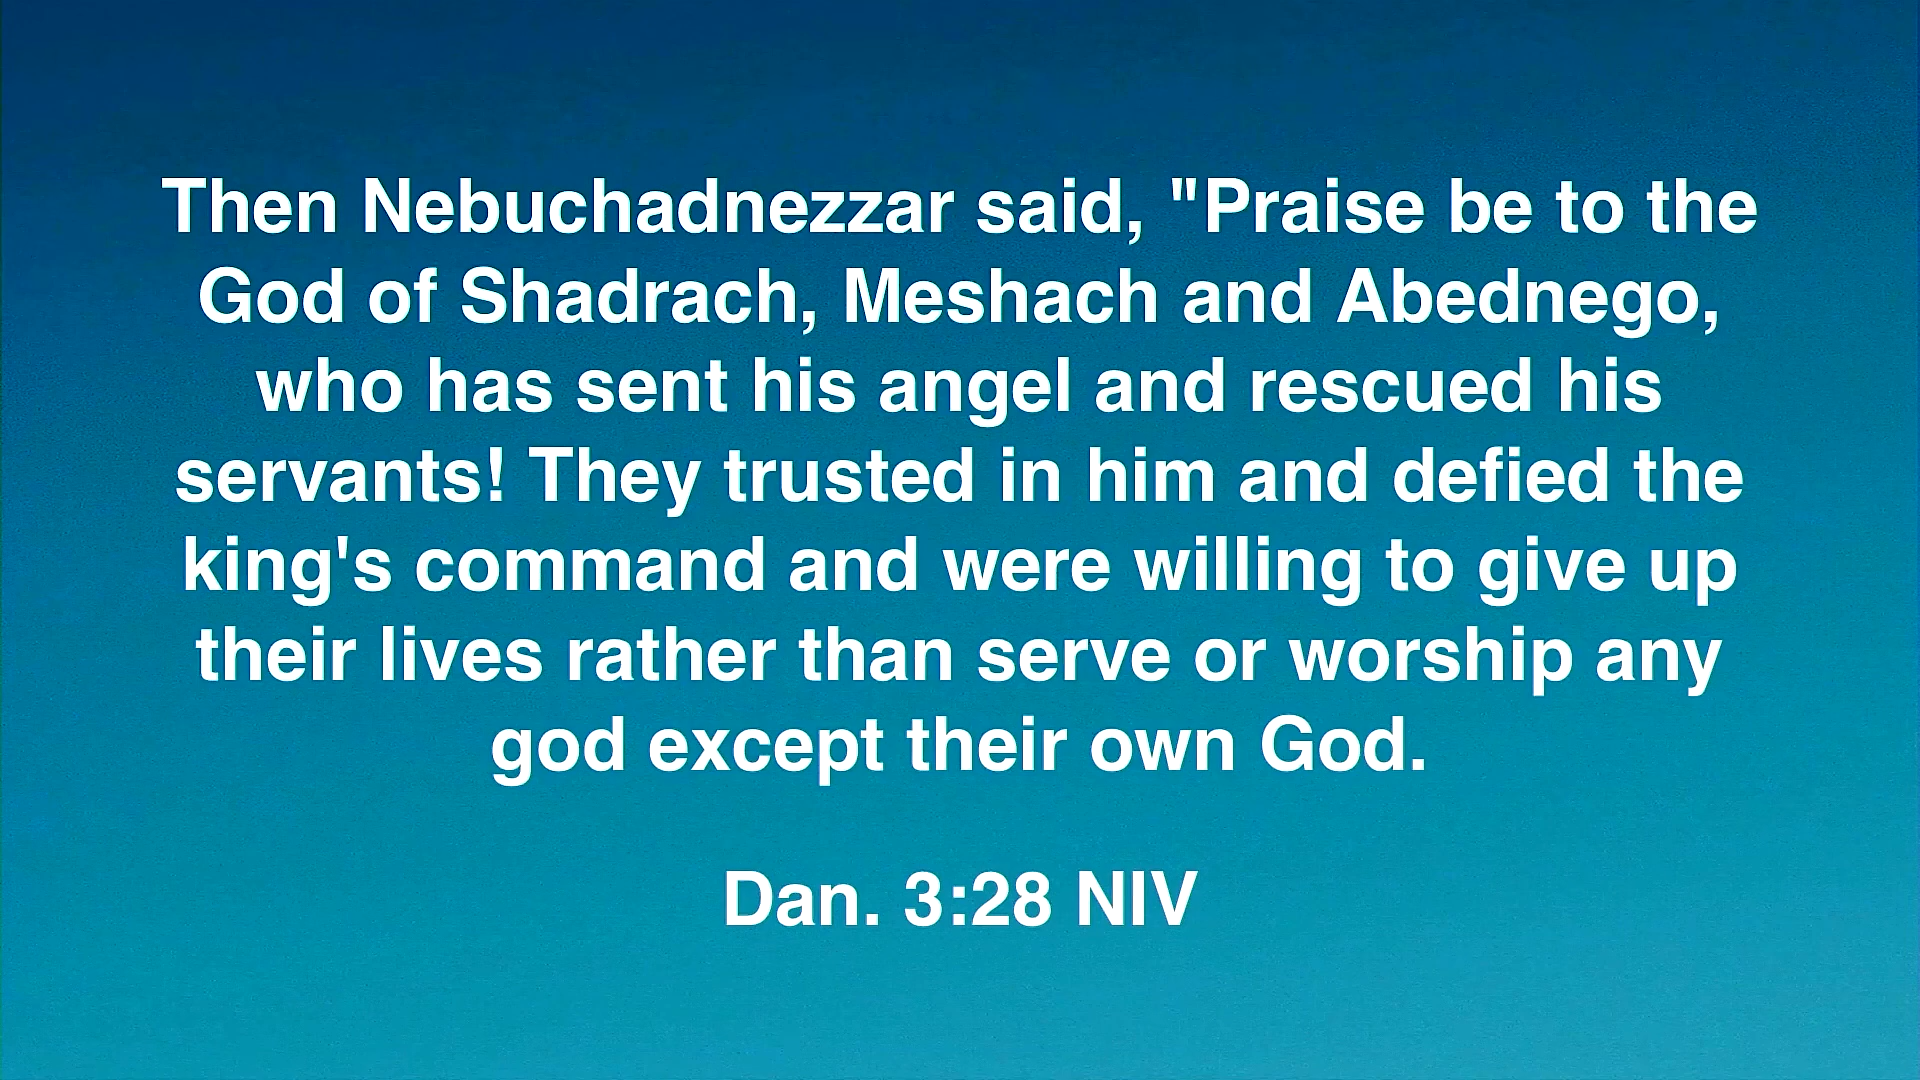 Then Nebuchadnezzar said, "Praise be to the
God of Shadrach, Meshach and Abednego,
who has sent his angel and rescued his
servants! They trusted in him and defied the
king's command and were willing to give up
their lives rather than serve or worship any
god except their own God.
Dan. 3:28 NIV